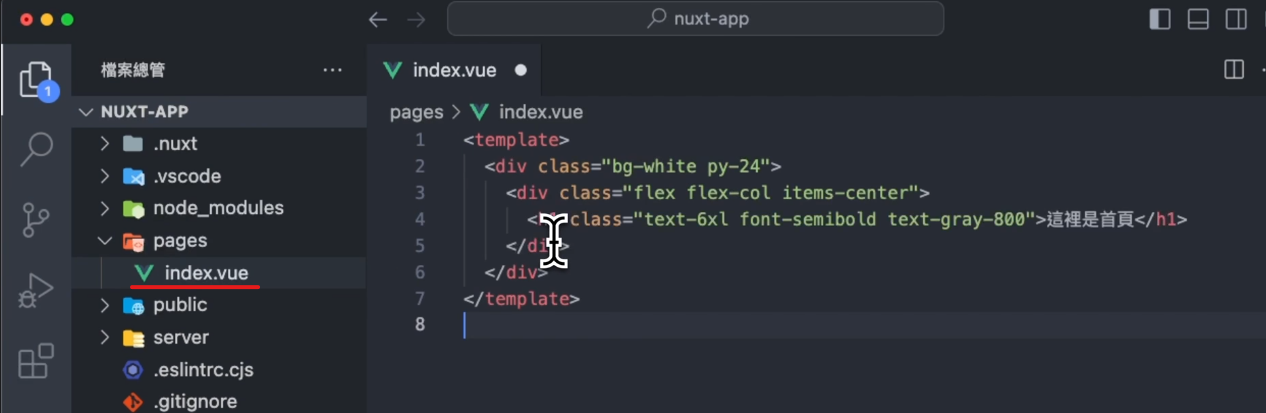 nuxt-app
檔案總管
index.vue
1
NUXT-APP
pages > index.vue
.nuxt
.vscode
node_modules
pages
index.vue
public
server
.eslintrc.cjs
.gitignore
1 <template>
2 <div class="bg-white py-24">
3 <div class="flex flex-col items-center">
4 <h1 class="text-6xl font-semibold text-gray-800">這裡是首頁</h1>
5 </div>
6 </div>
7 </template>
8